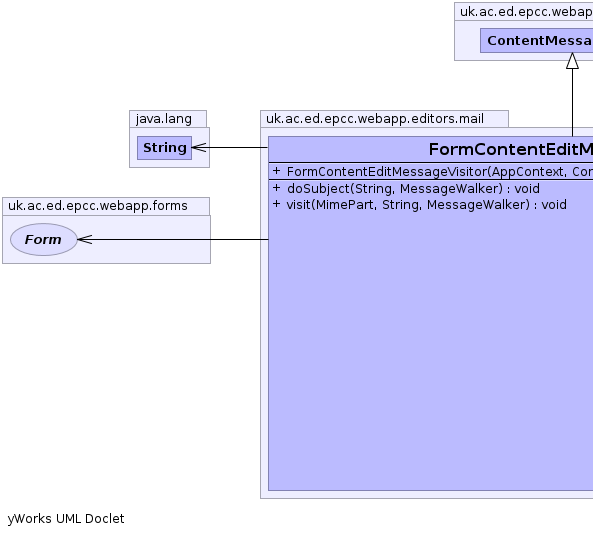 uk.ac.ed.epcc.webapp
ContentMessa
java.lang
String
uk.ac.ed.epcc.webapp.editors.mail
FormContentEditM
+ FormContentEditMessageVisitor(AppContext, Con
+ doSubject(String, MessageWalker) : void
+ visit(MimePart, String, MessageWalker) : void
uk.ac.ed.epcc.webapp.forms
Form
yWorks UML Doclet